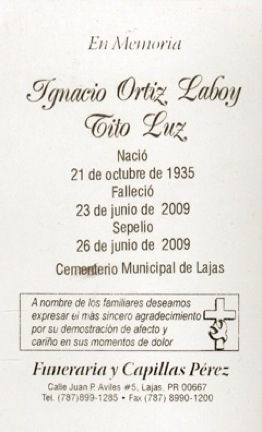 En Memoria
Ignacio Ortiz Laboy
Tito Luz
Nació
21 de octubre de 1935
Falleció
23 de junio de 2009
Sepelio
26 de junio de 2009
Cementerio Municipal de Lajas
A nombre de los familiares deseamos
expresar el más sincero agradecimiento
por su demostración de afecto y
cariño en sus momentos de dolor
Funeraria y Capillas Pérez
Calle Juan P. Aviles #5, Lajas, PR 00667
Tel. (787)899-1285 • Fax (787) 8990-1200